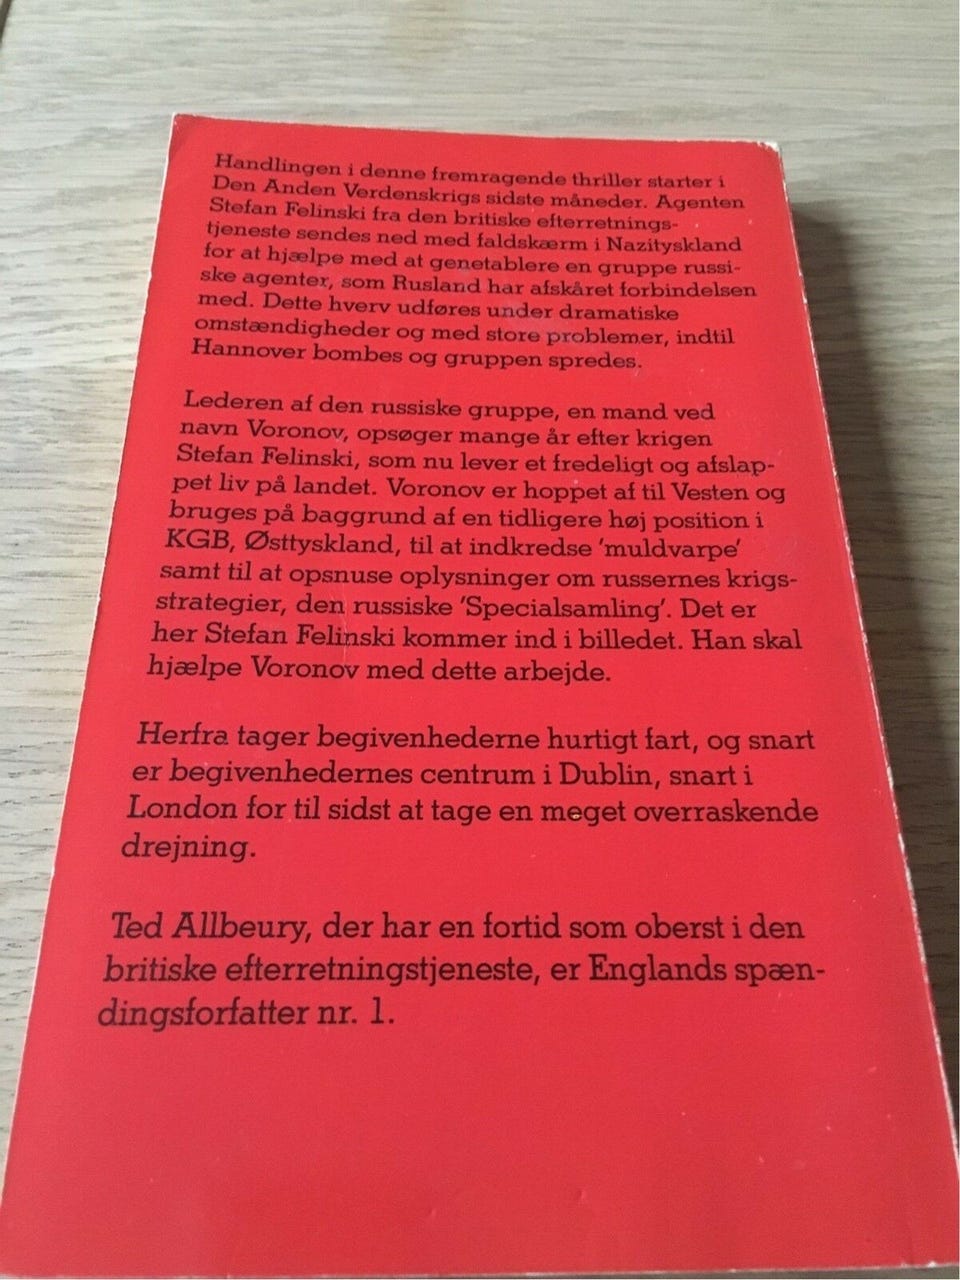 Handlingen i denne fremragende thriller starter i
Den Anden Verdenskrigs sidste måneder. Agenten
Stefan Felinski fra den britiske efterretnings-
tjeneste sendes ned med faldskærm i Nazityskland
for at hjælpe med at genetablere en gruppe russi-
ske agenter, som Rusland har afskåret forbindelsen
med. Dette hverv udføres under dramatiske
omstændigheder og med store problemer, indtil
Hannover bombes og gruppen spredes.
Lederen af den russiske gruppe, en mand ved
navn Voronov, opsøger mange år efter krigen
Stefan Felinski, som nu lever et fredeligt og afslap-
pet liv på landet. Voronov er hoppet af til Vesten og
bruges på baggrund af en tidligere høj position i
KGB, Østtyskland, til at indkredse 'muldvarpe'
samt til at opsnuse oplysninger om russernes krigs-
strategier, den russiske 'Specialsamling'. Det er
her Stefan Felinski kommer ind i billedet. Han skal
hjælpe Voronov med dette arbejde.
Herfra tager begivenhederne hurtigt fart, og snart
er begivenhedernes centrum i Dublin, snart i
London for til sidst at tage en meget overraskende
drejning.
Ted Allbeury, der har en fortid som oberst i den
britiske efterretningstjeneste, er Englands spæn-
dingsforfatter nr. 1.